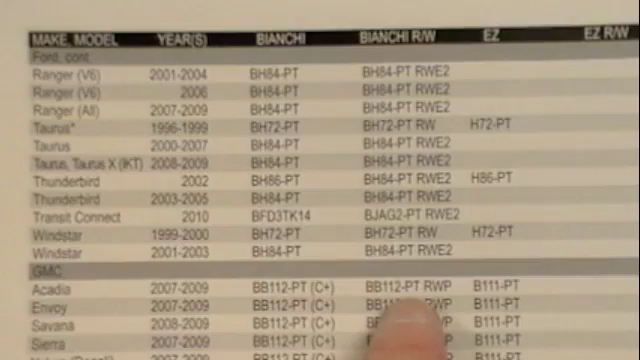 MAKE, MODEL YEAR(S) BIANCHI BIANCHI R/W EZ EZ R/W
Ford, cont.
Ranger (V6) 2001-2004 BH84-PT BH84-PT RWE2
Ranger (V6) 2006 BH84-PT BH84-PT RWE2
Ranger (All) 2007-2009 BH84-PT BH84-PT RWE2
Taurus* 1996-1999 BH72-PT BH72-PT RW H72-PT
Taurus 2000-2007 BH84-PT BH84-PT RWE2
Taurus, Taurus X (IKT) 2008-2009 BH84-PT BH84-PT RWE2
Thunderbird 2002 BH86-PT BH84-PT RWE2 H86-PT
Thunderbird 2003-2005 BH84-PT BH84-PT RWE2
Transit Connect 2010 BFD3TK14 BJAG2-PT RWE2
Windstar 1999-2000 BH72-PT BH72-PT RW H72-PT
Windstar 2001-2003 BH84-PT BH84-PT RWE2
GMC
Acadia 2007-2009 BB112-PT (C+) BB112-PT RWP B111-PT
Envoy 2007-2009 BB112-PT (C+) B111-PT
Savana 2008-2009 BB112-PT (C+) B111-PT
Sierra 2007-2009 BB112-PT (C+) B111-PT